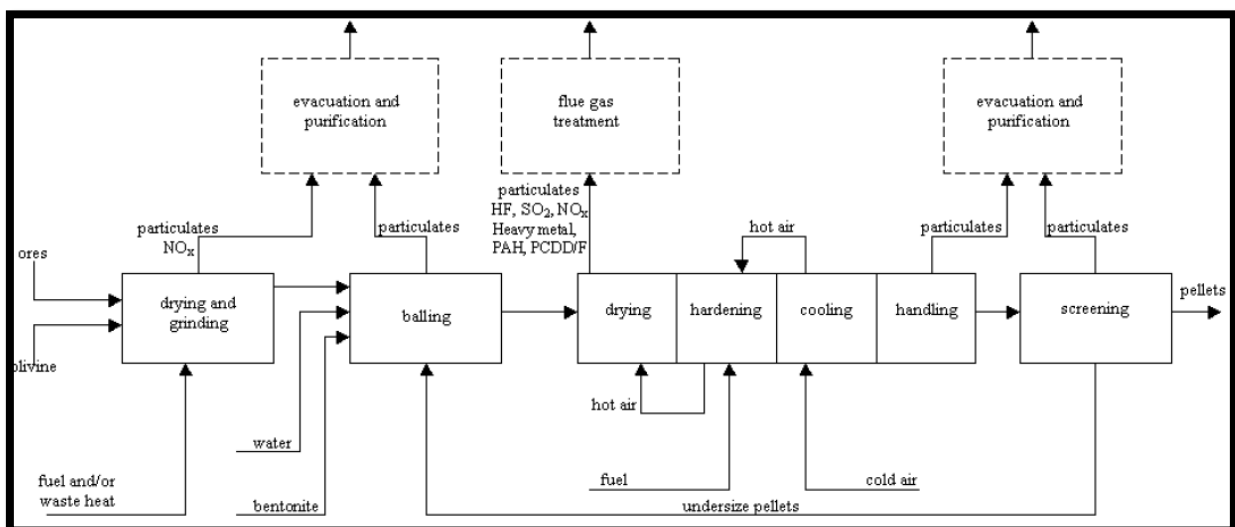 evacuation and
purification
flue gas
treatment
evacuation and
purification
particulates
NOx
particulates
particulates
HF, SO2, NOx
Heavy metal,
PAH, PCDD/F
hot air
particulates
particulates
ores
olivine
drying and
grinding
balling
drying
hardening
cooling
handling
screening
pellets
hot air
water
fuel and/or
waste heat
bentonite
fuel
cold air
undersize pellets